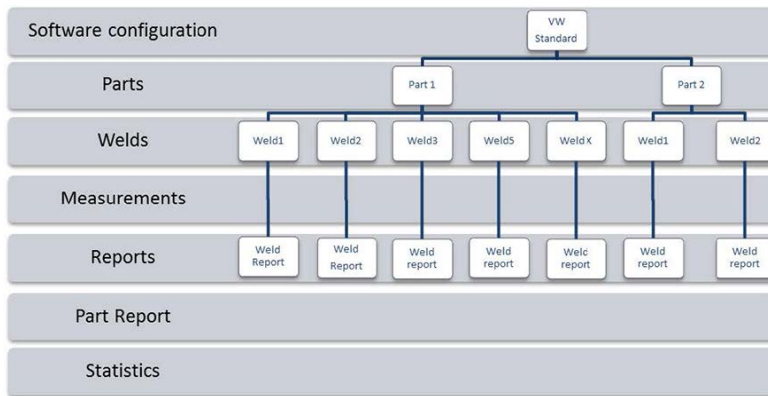 Software configuration
VW
Standard
Parts
Part 1
Part 2
Welds
Weld1
Weld2
Weld3
Weld5
Weld X
Weld1
Weld2
Measurements
Reports
Weld
Report
Weld
Report
Weld
report
Weld
report
Weld
report
Weld
report
Weld
report
Part Report
Statistics